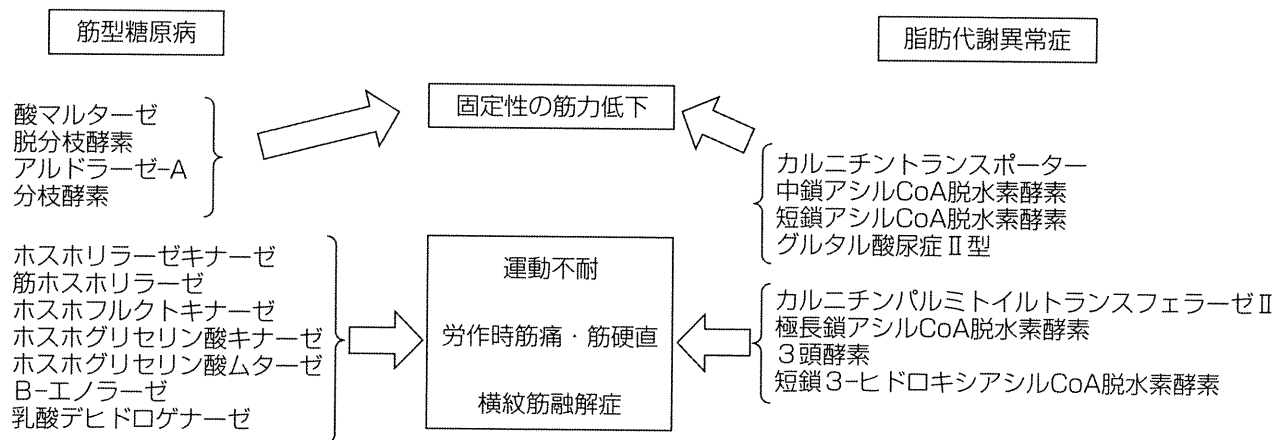 筋型糖原病
脂肪代謝異常症
酸マルターゼ
脱分枝酵素
アルドラーゼ-A
分枝酵素
固定性の筋力低下
カルニチントランスポーター
中鎖アシルCoA脱水素酵素
短鎖アシルCoA脱水素酵素
グルタル酸尿症Ⅱ型
ホスホリラーゼキナーゼ
筋ホスホリラーゼ
ホスホフルクトキナーゼ
ホスホグリセリン酸キナーゼ
ホスホグリセリン酸ムターゼ
B-エノラーゼ
乳酸デヒドロゲナーゼ
運動不耐
労作時筋痛・筋硬直
横紋筋融解症
カルニチンパルミトイルトランスフェラーゼⅡ
極長鎖アシルCoA脱水素酵素
3頭酵素
短鎖3-ヒドロキシアシルCoA脱水素酵素